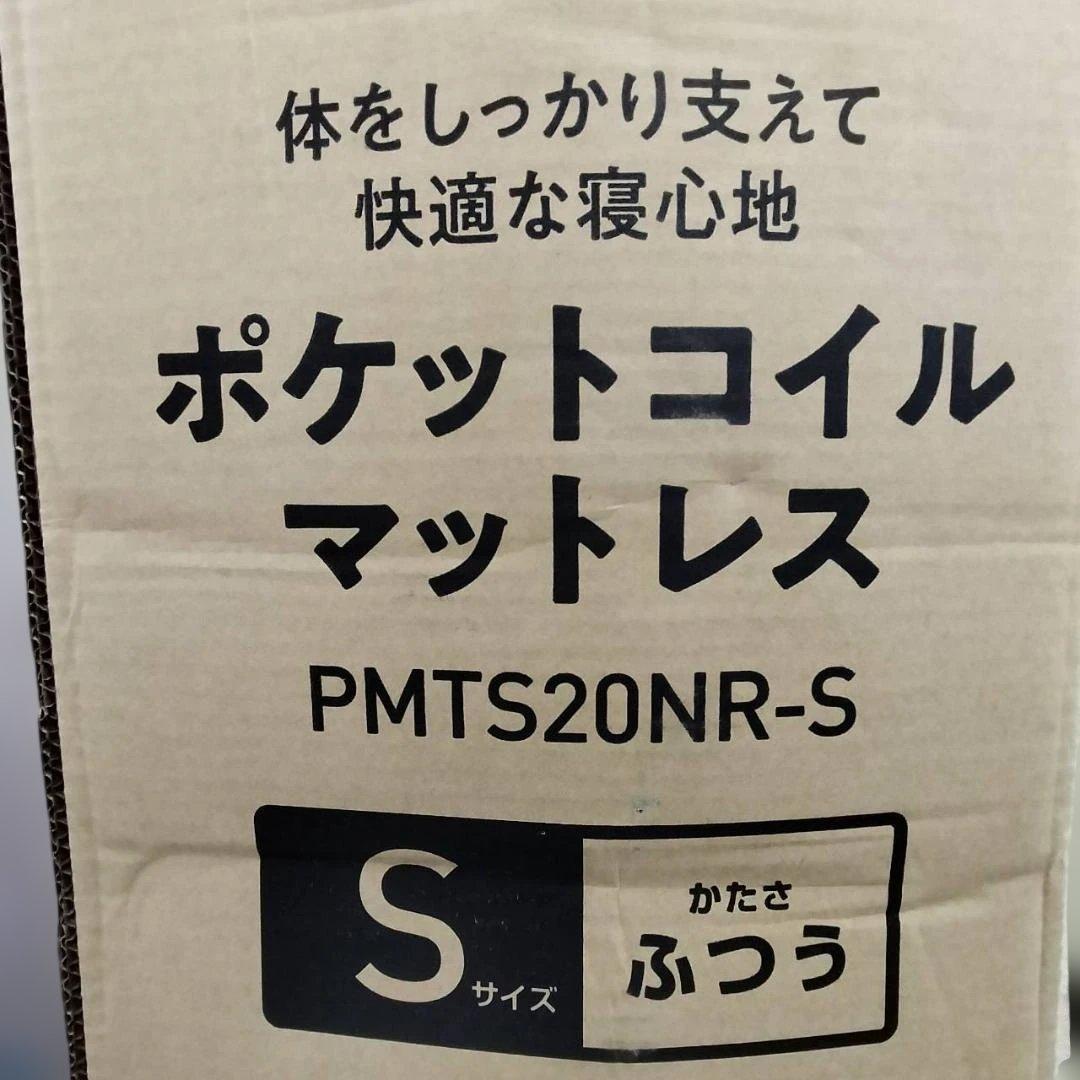 体をしっかり支えて
快適な寝心地
ポケットコイル
マットレス
PMTS20NR-S
Sサイズ
かたさ
ふつう